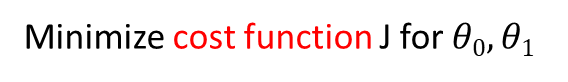 Minimize cost function J for θ₀, θ₁